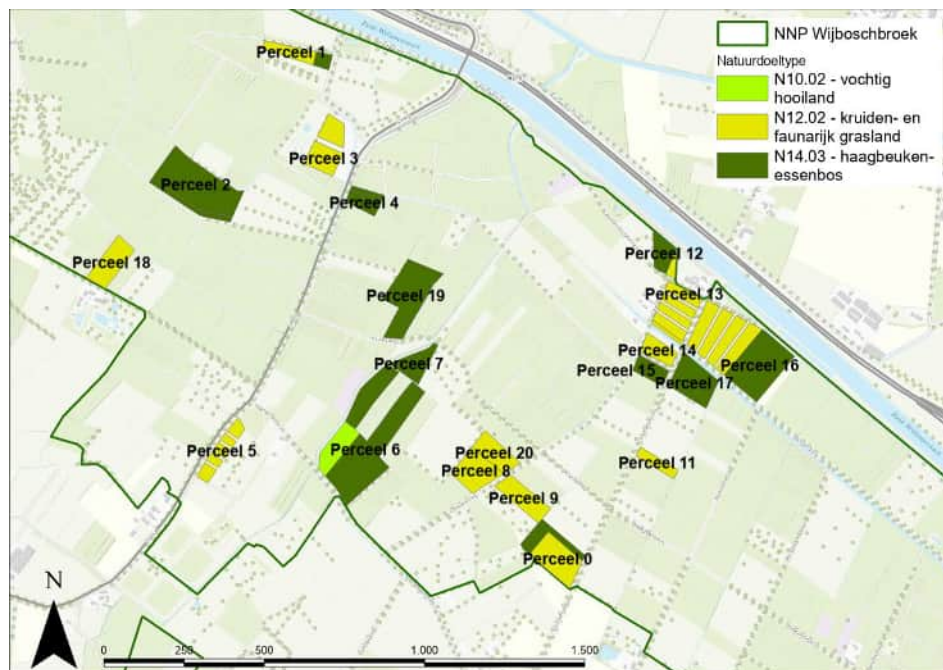 NNP Wijboschbroek
Natuurdoeltype
N10.02 - vochtig
hooiland
N12.02 - kruiden- en
faunarijk grasland
N14.03 - haagbeuken-
essenbos
Perceel 1
Perceel 3
Perceel 2
Perceel 4
Perceel 18
Perceel 12
Perceel 19
Perceel 13
Perceel 14
Perceel 7
Perceel 15
Perceel 16
Perceel 17
Perceel 5
Perceel 6
Perceel 20
Perceel 8
Perceel 11
Perceel 9
Perceel 0
N
0 250 500 1.000 1.500